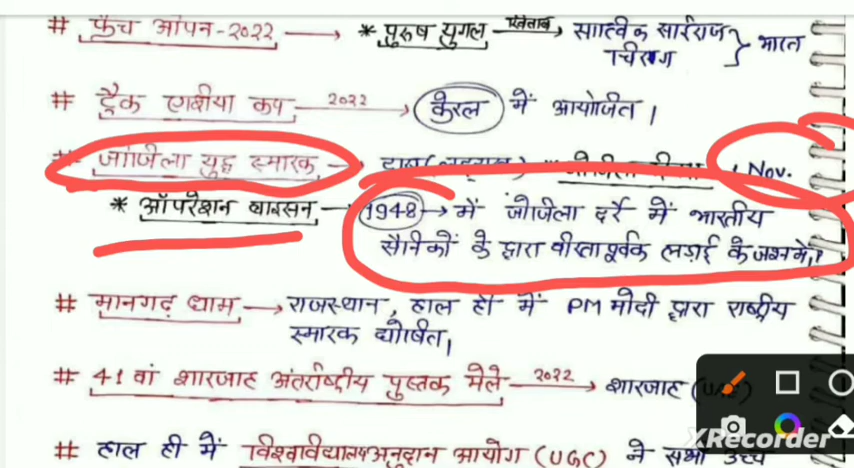 # फ्रेंच ओपन-2022 → * पुरुष युगल खिताब सात्विक साईराज } भारत
चिराग
# ट्रैक एशीया कप 2022 → केरल में आयोजित।
# जोजिला युद्ध स्मारक → , Nov.
* ऑपरेशन बाइसन - 1948 → में जोजिला दर्रे में भारतीय
सैनिकों के द्वारा वीरतापूर्वक लड़ाई के जश्न में,
# मानगढ़ धाम → राजस्थान, हाल ही में PM मोदी द्वारा राष्ट्रीय
स्मारक घोषित,
# 41 वां शारजाह अंतर्राष्ट्रीय पुस्तक मेले 2022 → शारजाह (UAE)
# हाल ही में विश्वविद्यालय अनुदान आयोग (UGC) ने सभी उच्च
XRecorder